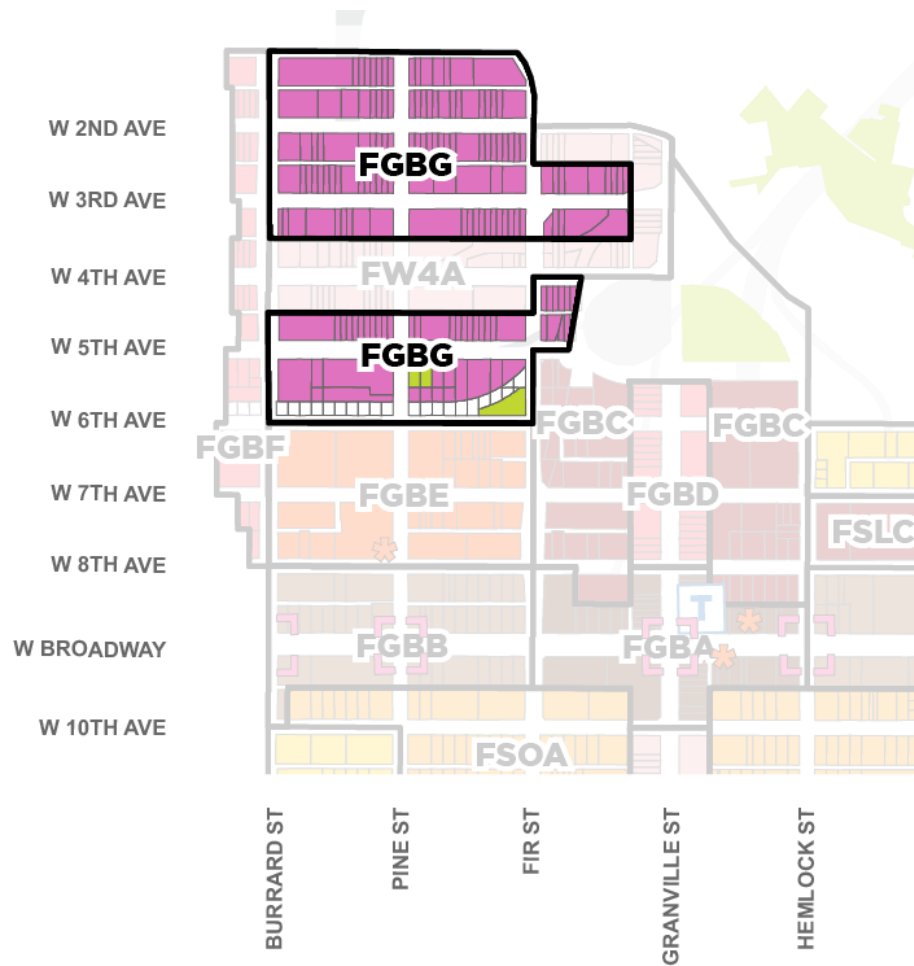 W 2ND AVE
FGBG
W 3RD AVE
W 4TH AVE
FW4A
W 5TH AVE
FGBG
W 6TH AVE
FGBC
FGBC
FGBF
W 7TH AVE
FGBE
FGBD
FSLC
W 8TH AVE
T
W BROADWAY
FGBB
FGBA
W 10TH AVE
FSOA
BURRARD ST
PINE ST
FIR ST
GRANVILLE ST
HEMLOCK ST